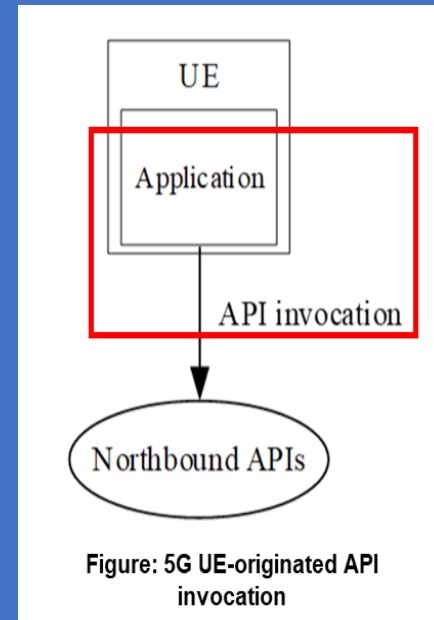 UE
Application
API invocation
Northbound APIs
Figure: 5G UE-originated API
invocation